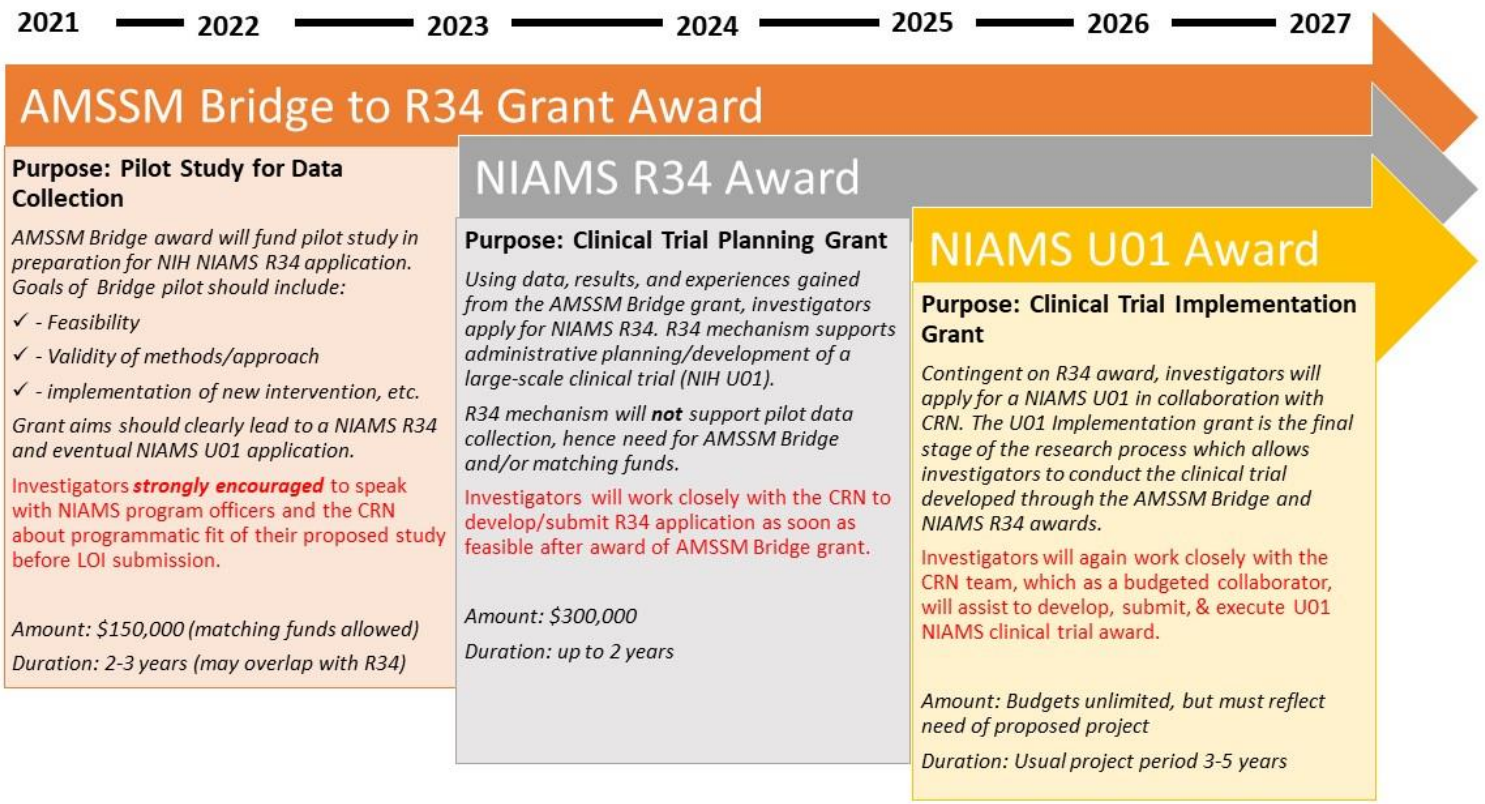 2021 2022 2023 2024 2025 2026 2027
AMSSM Bridge to R34 Grant Award
Purpose: Pilot Study for Data
Collection
AMSSM Bridge award will fund pilot study in
preparation for NIH NIAMS R34 application.
Goals of Bridge pilot should include:
✓ - Feasibility
✓ - Validity of methods/approach
✓ - implementation of new intervention, etc.
Grant aims should clearly lead to a NIAMS R34
and eventual NIAMS U01 application.
Investigators strongly encouraged to speak
with NIAMS program officers and the CRN
about programmatic fit of their proposed study
before LOI submission.
Amount: $150,000 (matching funds allowed)
Duration: 2-3 years (may overlap with R34)
NIAMS R34 Award
Purpose: Clinical Trial Planning Grant
Using data, results, and experiences gained
from the AMSSM Bridge grant, investigators
apply for NIAMS R34. R34 mechanism supports
administrative planning/development of a
large-scale clinical trial (NIH U01).
R34 mechanism will not support pilot data
collection, hence need for AMSSM Bridge
and/or matching funds.
Investigators will work closely with the CRN to
develop/submit R34 application as soon as
feasible after award of AMSSM Bridge grant.
Amount: $300,000
Duration: up to 2 years
NIAMS U01 Award
Purpose: Clinical Trial Implementation
Grant
Contingent on R34 award, investigators will
apply for a NIAMS U01 in collaboration with
CRN. The U01 Implementation grant is the final
stage of the research process which allows
investigators to conduct the clinical trial
developed through the AMSSM Bridge and
NIAMS R34 awards.
Investigators will again work closely with the
CRN team, which as a budgeted collaborator,
will assist to develop, submit, & execute U01
NIAMS clinical trial award.
Amount: Budgets unlimited, but must reflect
need of proposed project
Duration: Usual project period 3-5 years